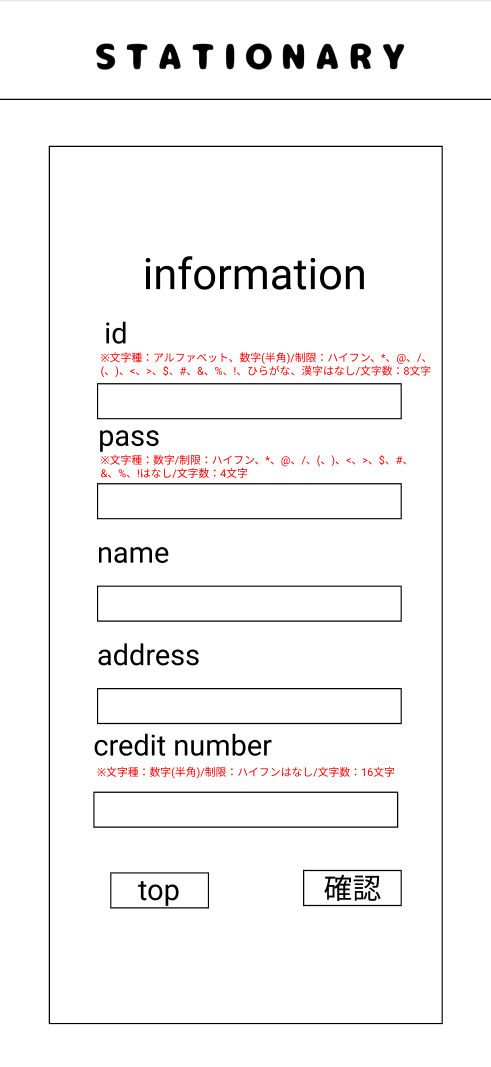 STATIONARY
information
id
※文字種：アルファベット、数字(半角)/制限：ハイフン、*、@、/、
(、)、<、>、$、#、&、%、!、ひらがな、漢字はなし/文字数：8文字
pass
※文字種：数字/制限：ハイフン、*、@、/、(、)、<、>、$、#、
&、%、!はなし/文字数：4文字
name
address
credit number
※文字種：数字(半角)/制限：ハイフンはなし/文字数：16文字
top
確認